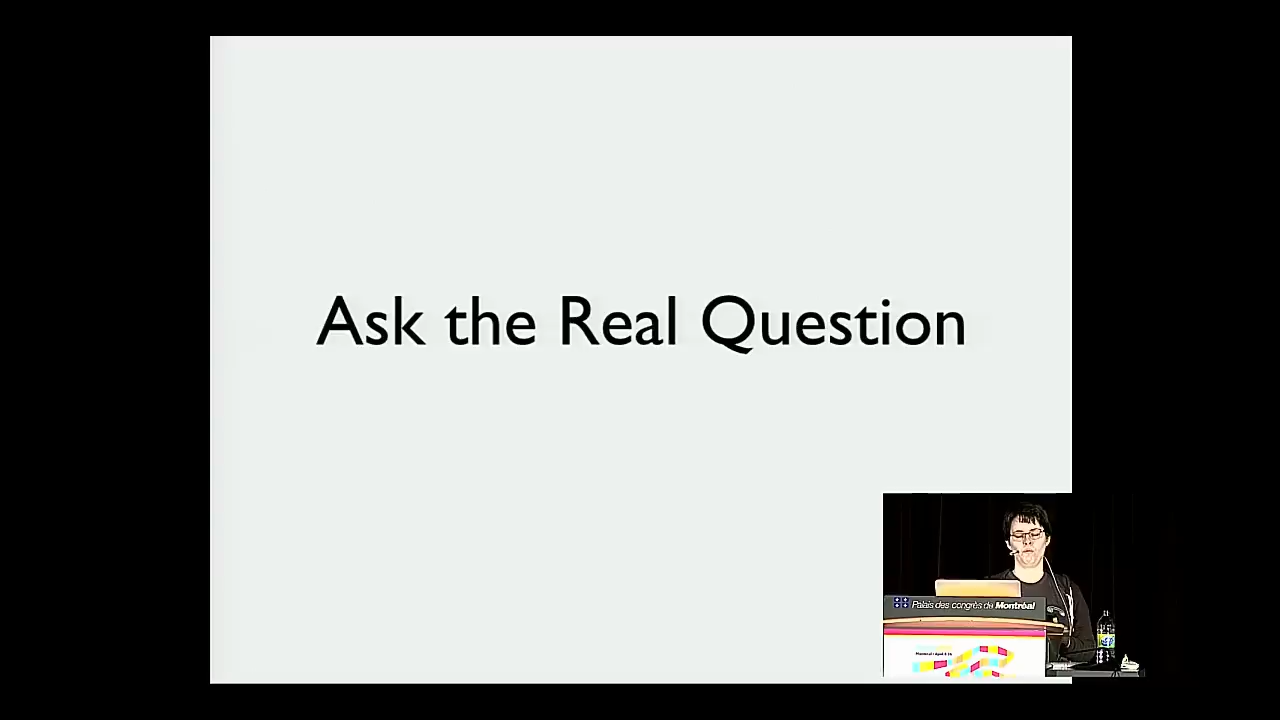 Ask the Real Question
Palais des congrès de Montréal